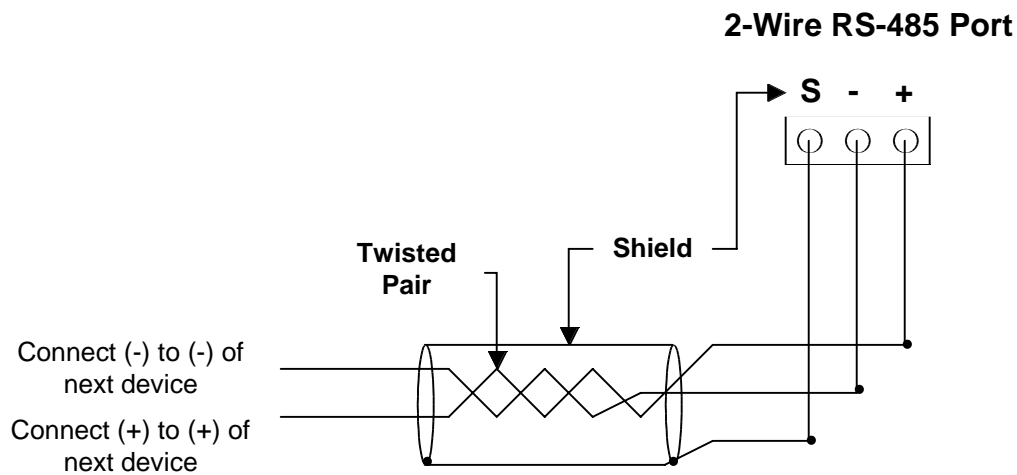 2-Wire RS-485 Port
S - +
Twisted
Pair
Shield
Connect (-) to (-) of
next device
Connect (+) to (+) of
next device